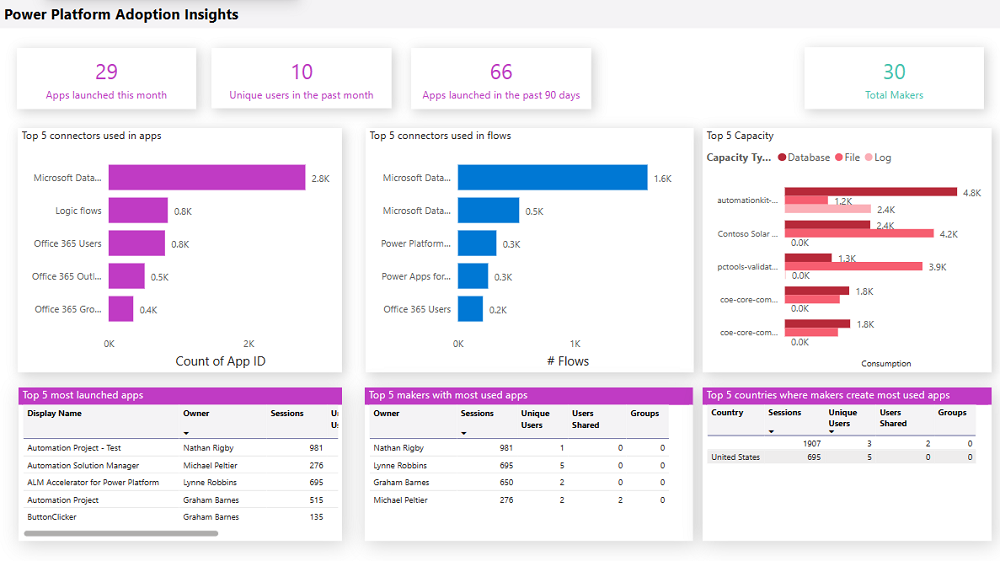 Power Platform Adoption Insights
29
Apps launched this month
10
Unique users in the past month
66
Apps launched in the past 90 days
30
Total Makers
Top 5 connectors used in apps
Microsoft Data... 2.8K
Logic flows 0.8K
Office 365 Users 0.8K
Office 365 Outl... 0.5K
Office 365 Gro... 0.4K
0K 2K
Count of App ID
Top 5 connectors used in flows
Microsoft Data... 1.6K
Microsoft Data... 0.5K
Power Platform... 0.3K
Power Apps for... 0.3K
Office 365 Users 0.2K
0K 1K
# Flows
Top 5 Capacity
Capacity Ty... Database File Log
automationkit-... 4.8K 1.2K 2.4K
Contoso Solar ... 2.4K 4.2K 0.0K
pctools-validat... 1.3K 3.9K 0.0K
coe-core-com... 1.8K 0.0K
coe-core-com... 1.8K 0.0K
Consumption
Top 5 most launched apps
Display Name Owner Sessions
Automation Project - Test Nathan Rigby 981
Automation Solution Manager Michael Peltier 276
ALM Accelerator for Power Platform Lynne Robbins 695
Automation Project Graham Barnes 515
ButtonClicker Graham Barnes 135
Top 5 makers with most used apps
Owner Sessions Unique Users Users Shared Groups
Nathan Rigby 981 1 0 0
Lynne Robbins 695 5 0 0
Graham Barnes 650 2 0 0
Michael Peltier 276 2 2 0
Top 5 countries where makers create most used apps
Country Sessions Unique Users Users Shared Groups
1907 3 2 0
United States 695 5 0 0